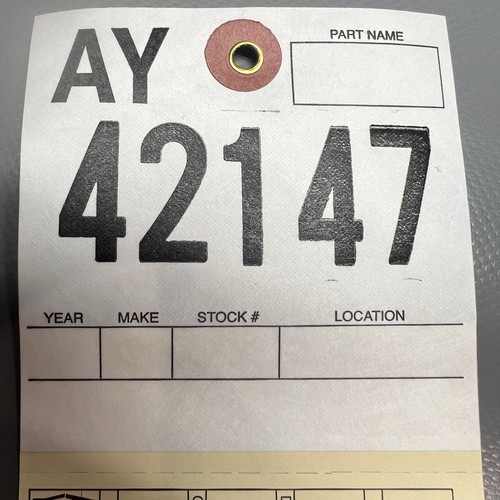 AY
PART NAME
42147
YEAR MAKE STOCK # LOCATION